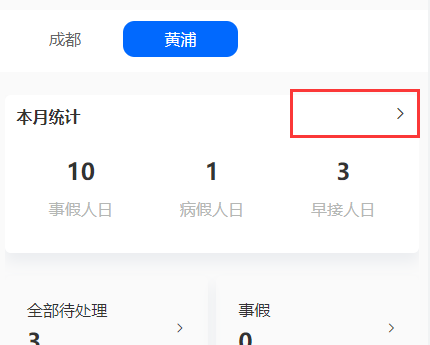 成都 黄浦
本月统计
10 1 3
事假人日 病假人日 早接人日
全部待处理 事假
3 0